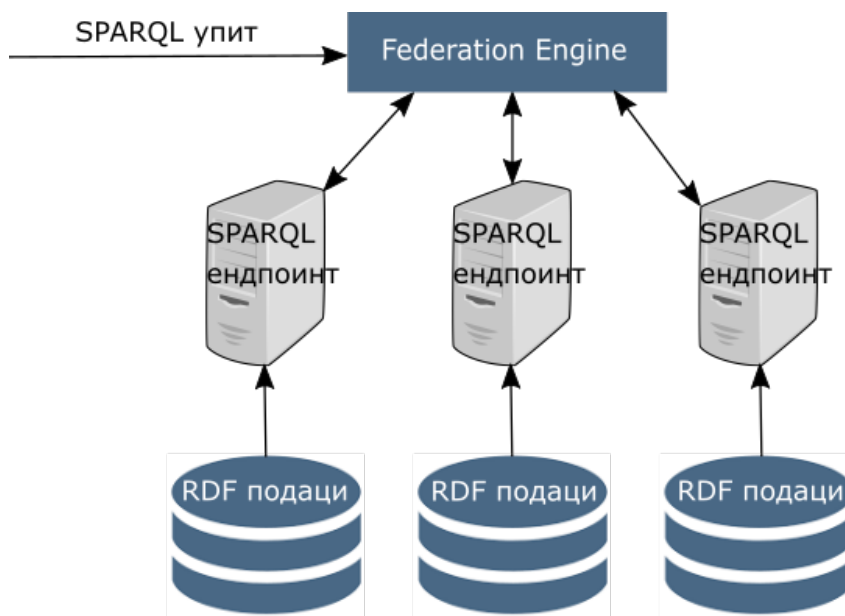 SPARQL упит
Federation Engine
SPARQL
ендпоинт
SPARQL
ендпоинт
SPARQL
ендпоинт
RDF подаци
RDF подаци
RDF подаци